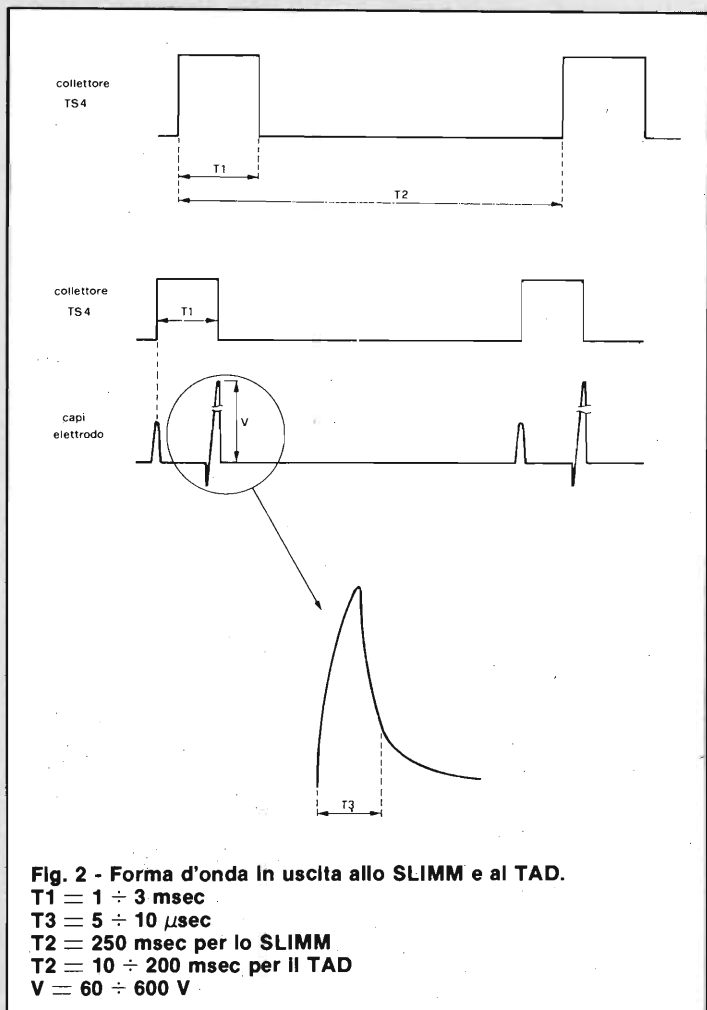 collettore
TS4
T1
T2
collettore
TS4
T1
capi
elettrodo
V
T3
Fig. 2 - Forma d'onda in uscita allo SLIMM e al TAD.
T1 = 1 ÷ 3 msec
T3 = 5 ÷ 10 μsec
T2 = 250 msec per lo SLIMM
T2 = 10 ÷ 200 msec per il TAD
V = 60 ÷ 600 V